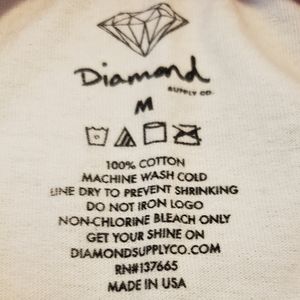 Diamond
SUPPLY CO.
M
100% COTTON
MACHINE WASH COLD
LINE DRY TO PREVENT SHRINKING
DO NOT IRON LOGO
NON-CHLORINE BLEACH ONLY
GET YOUR SHINE ON
DIAMONDSUPPLYCO.COM
RN#137665
MADE IN USA